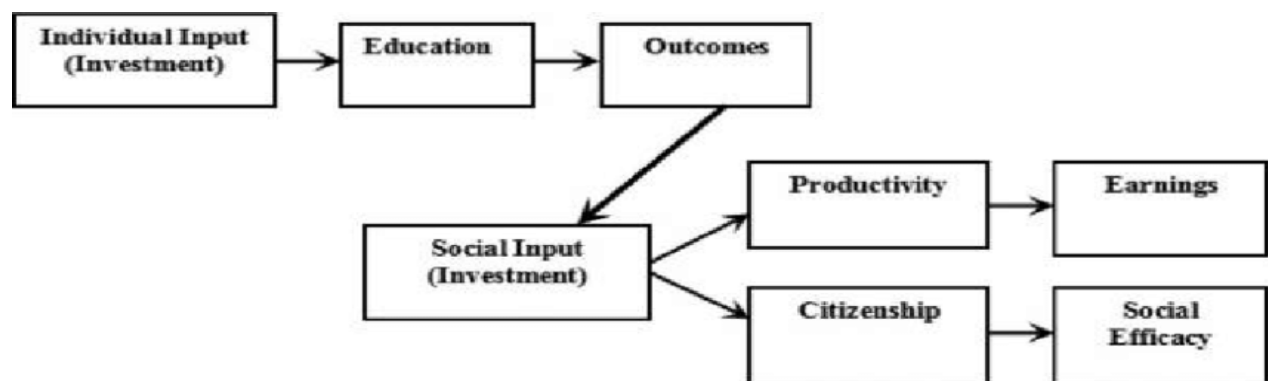 Individual Input
(Investment)
Education
Outcomes
Productivity
Earnings
Social Input
(Investment)
Citizenship
Social
Efficacy